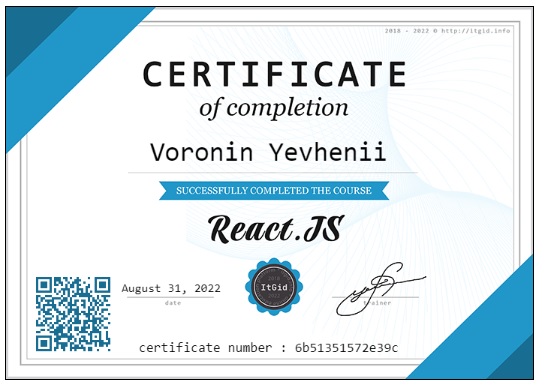 2018 - 2022 © http://itgid.info
CERTIFICATE
of completion
Voronin Yevhenii
SUCCESSFULLY COMPLETED THE COURSE
React.JS
August 31, 2022
date
ItGid
trainer
certificate number : 6b51351572e39c